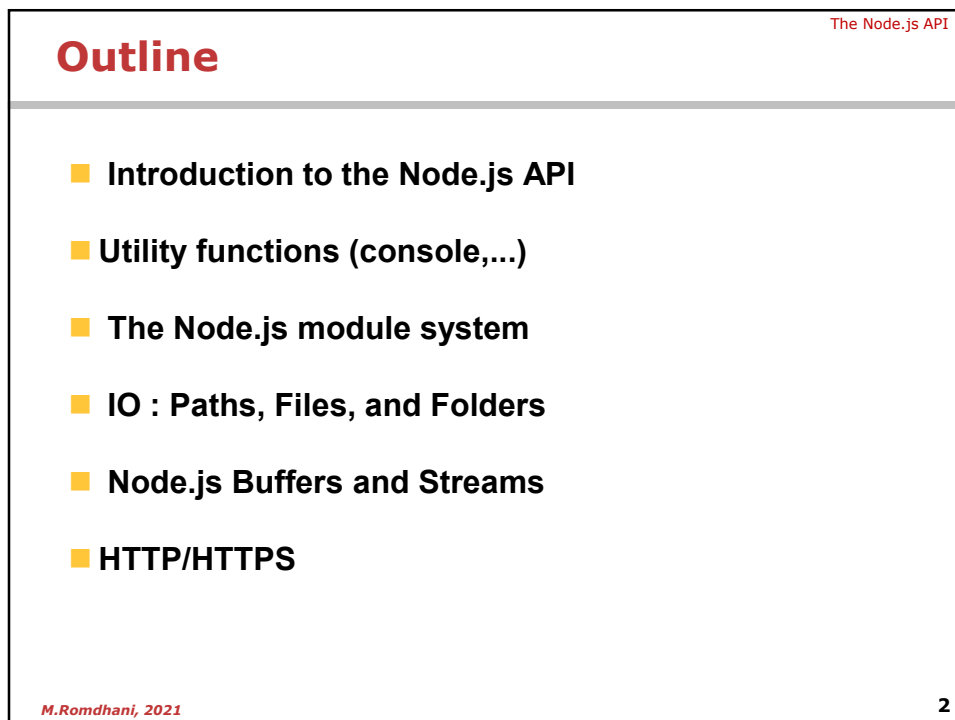 The Node.js API
Outline
Introduction to the Node.js API
Utility functions (console,...)
The Node.js module system
IO : Paths, Files, and Folders
Node.js Buffers and Streams
HTTP/HTTPS
M.Romdhani, 2021
2